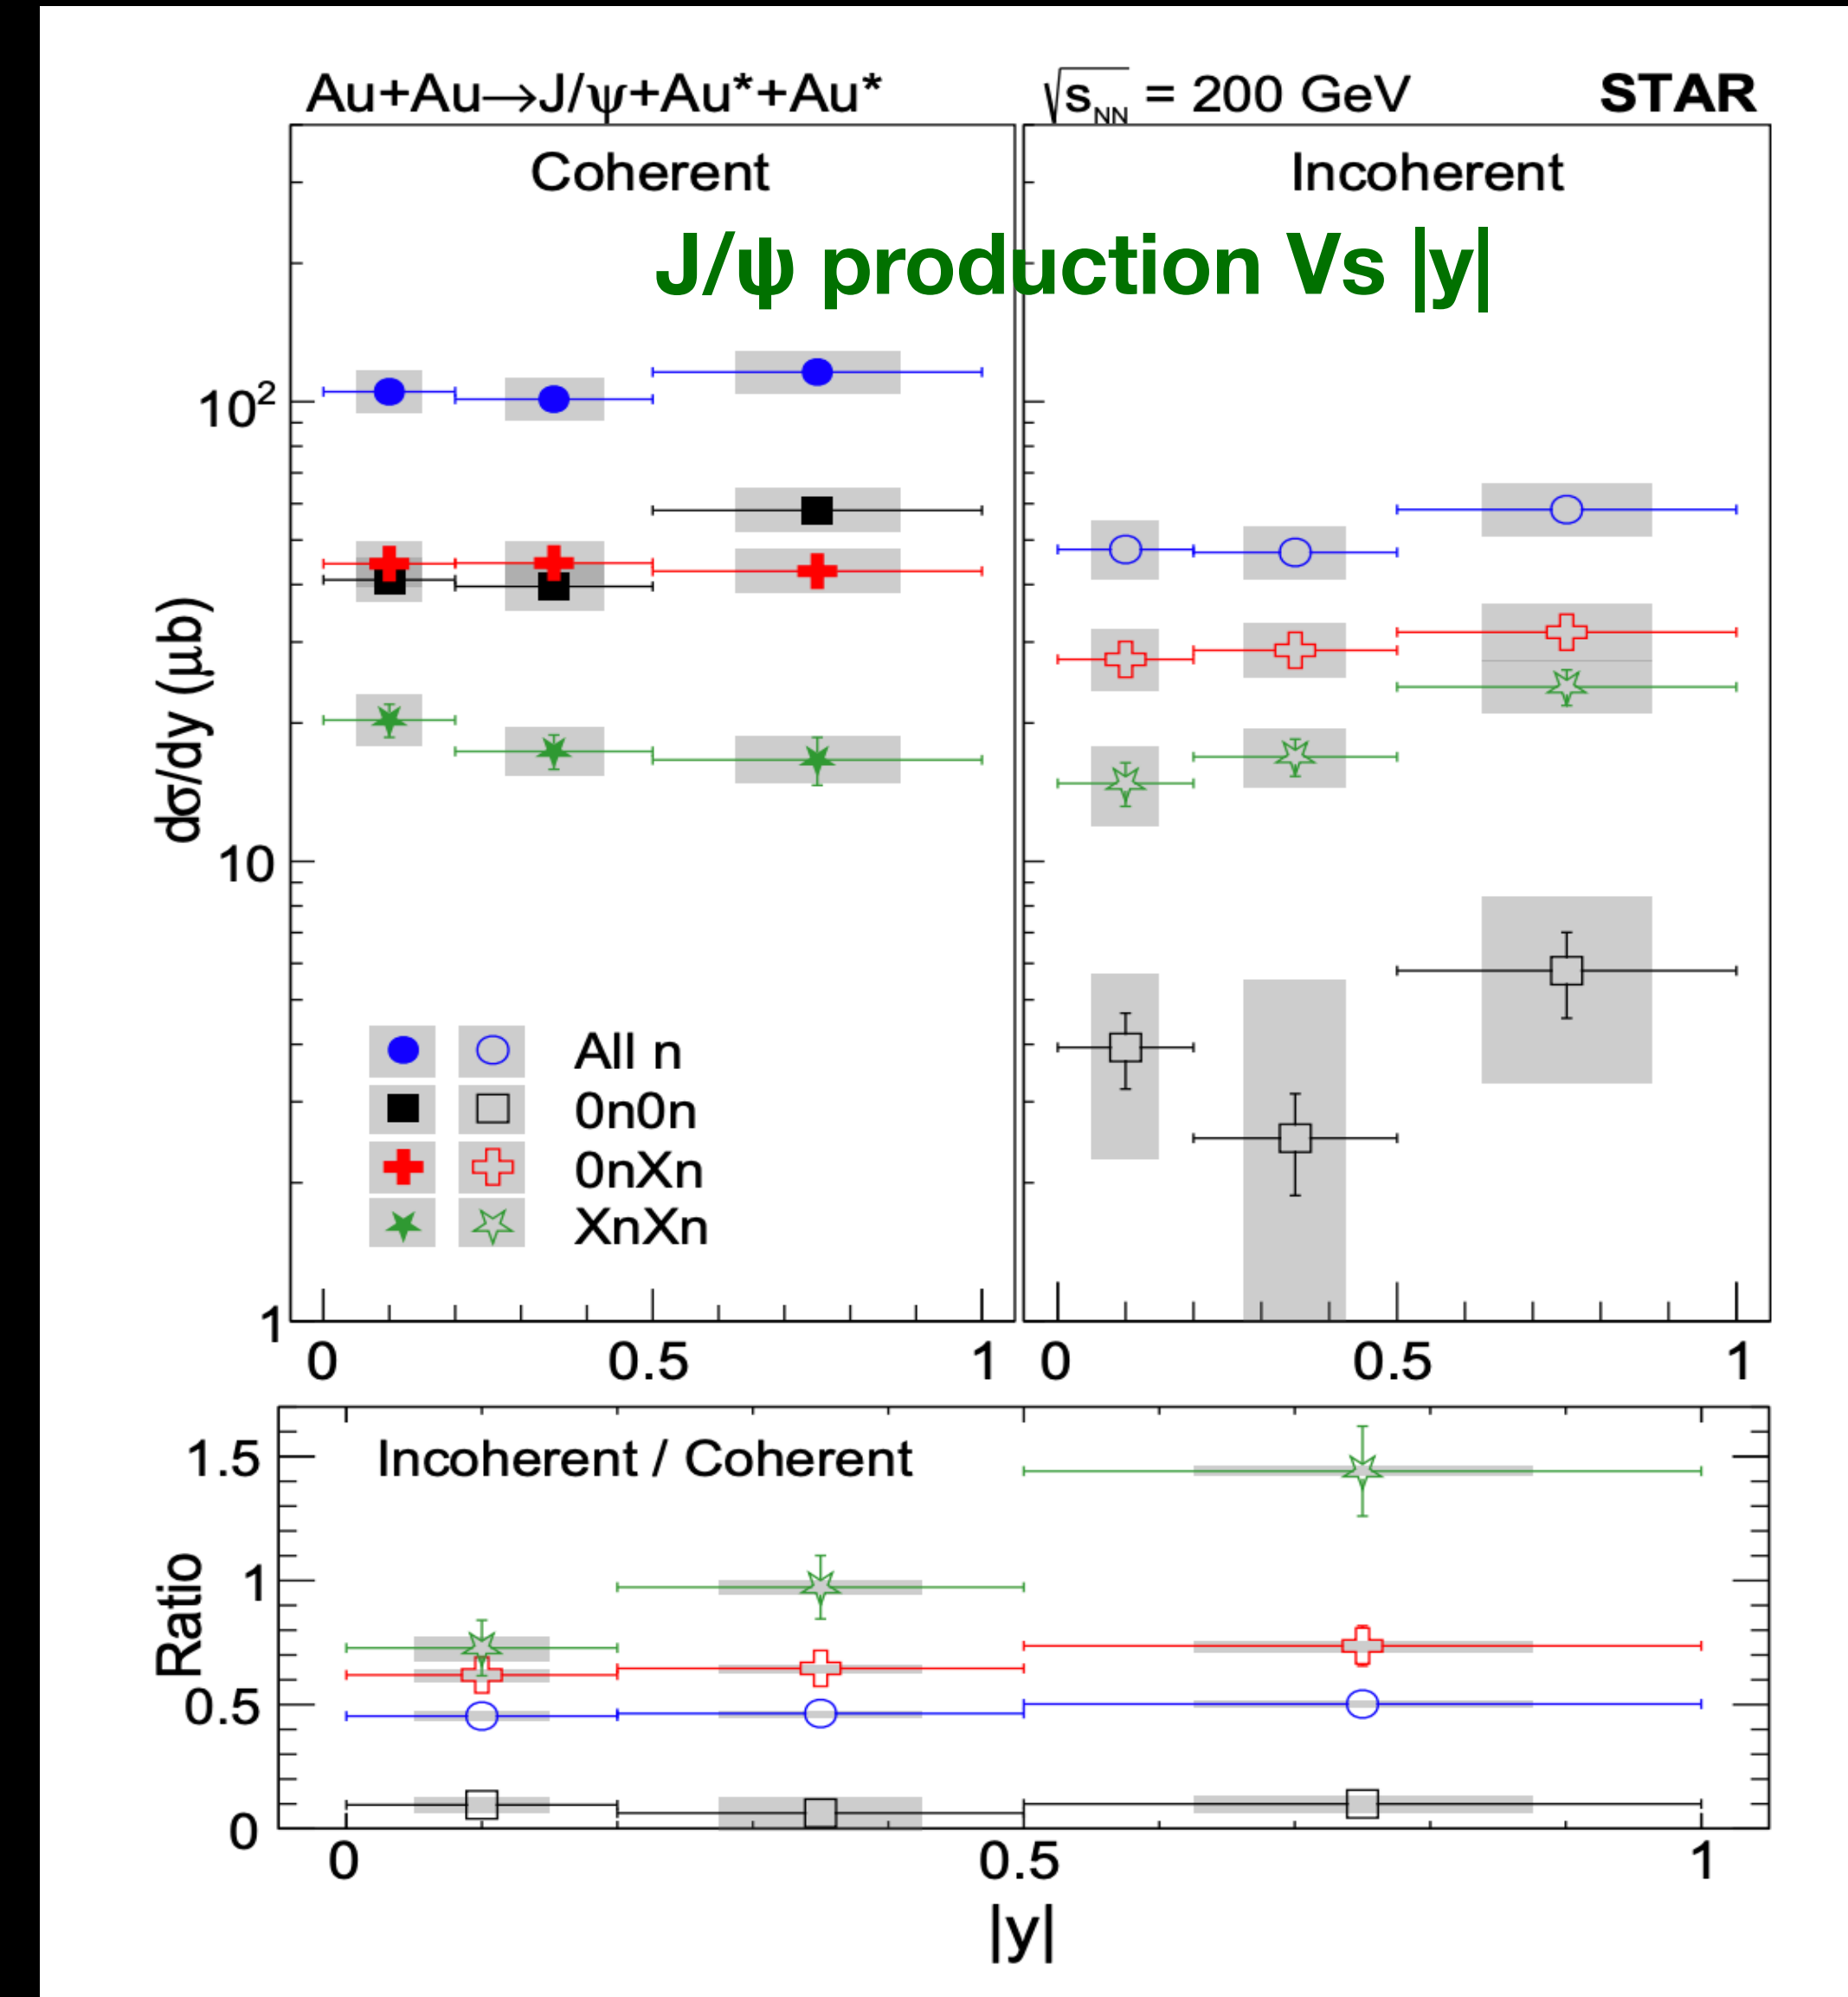 Au+Au→J/ψ+Au*+Au*
√sNN = 200 GeV
STAR
Coherent
Incoherent
J/ψ production Vs |y|
dσ/dy (μb)
10²
10
1
All n
0n0n
0nXn
XnXn
0 0.5 1
0 0.5 1
Incoherent / Coherent
Ratio
1.5
1
0.5
0
0 0.5 1
|y|